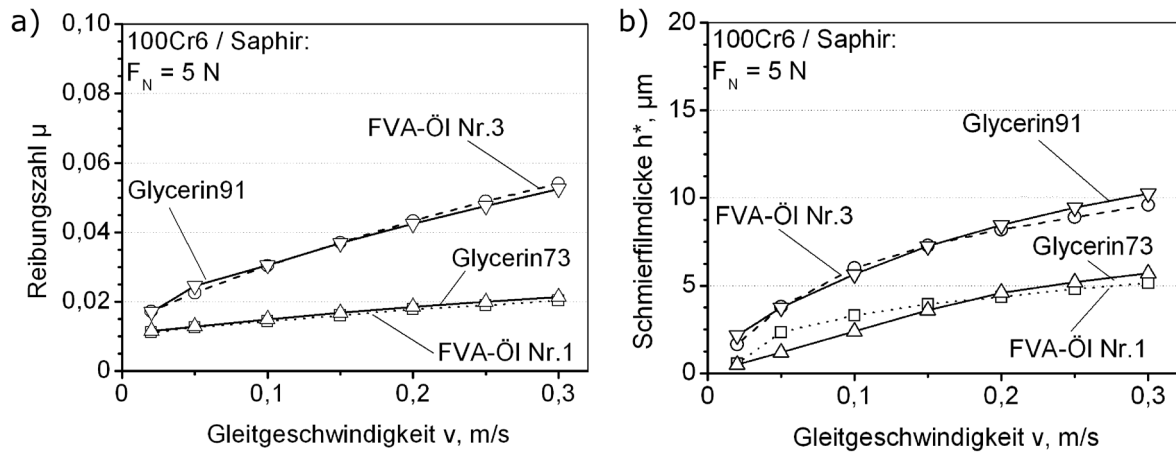 a)
100Cr6 / Saphir:
F_N = 5 N
FVA-Öl Nr.3
Glycerin91
Glycerin73
FVA-Öl Nr.1
Reibungszahl µ
0,10
0,08
0,06
0,04
0,02
0
0
0,1
0,2
0,3
Gleitgeschwindigkeit v, m/s
b)
100Cr6 / Saphir:
F_N = 5 N
Glycerin91
FVA-Öl Nr.3
Glycerin73
FVA-Öl Nr.1
Schmierfilmdicke h*, µm
20
15
10
5
0
0
0,1
0,2
0,3
Gleitgeschwindigkeit v, m/s